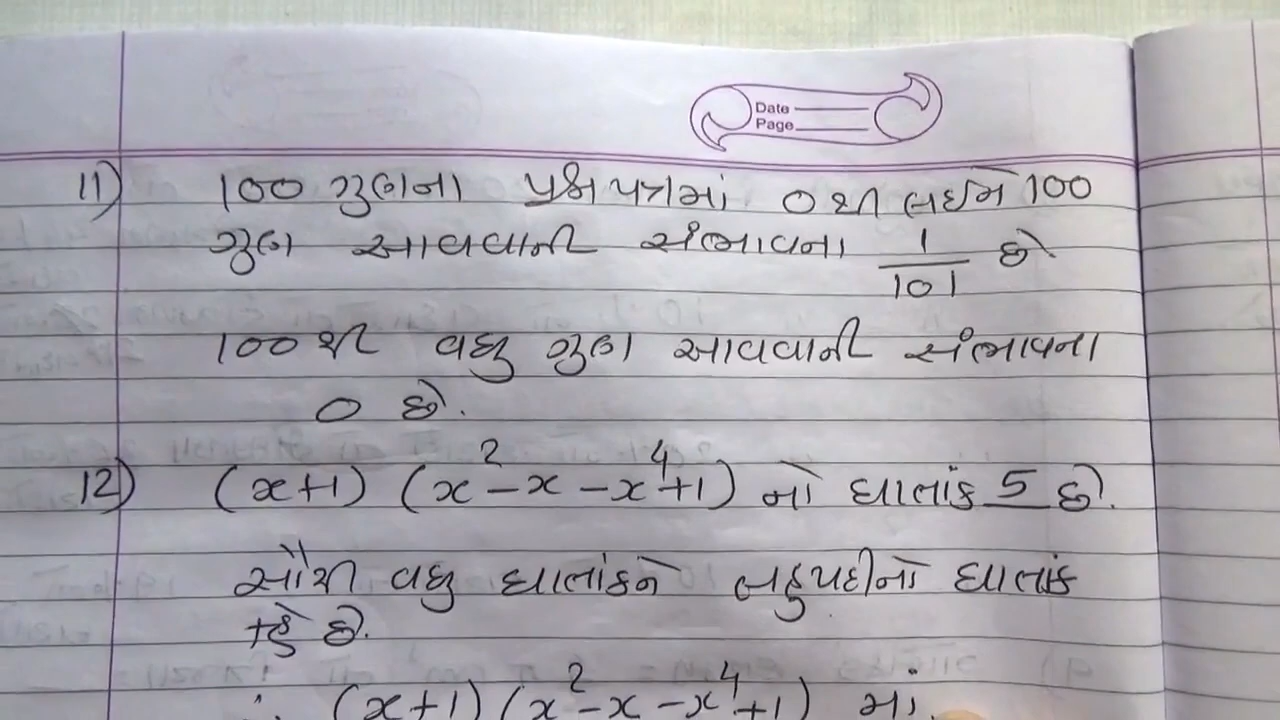 Date
Page
11) 100 ગુણના પ્રશ્ન પત્રમાં 0 થી લઈને 100
ગુણ આવવાની સંભાવના 1/101 છે
100 થી વધુ ગુણ આવવાની સંભાવના
0 છે.
12) (x+1) (x² - x - x⁴ + 1) નો ઘાતાંક 5 છે.
સૌથી વધુ ઘાતાંકને બહુપદીનો ઘાતાંક
કહે છે.
∴ (x+1) (x² - x - x⁴ + 1) માં